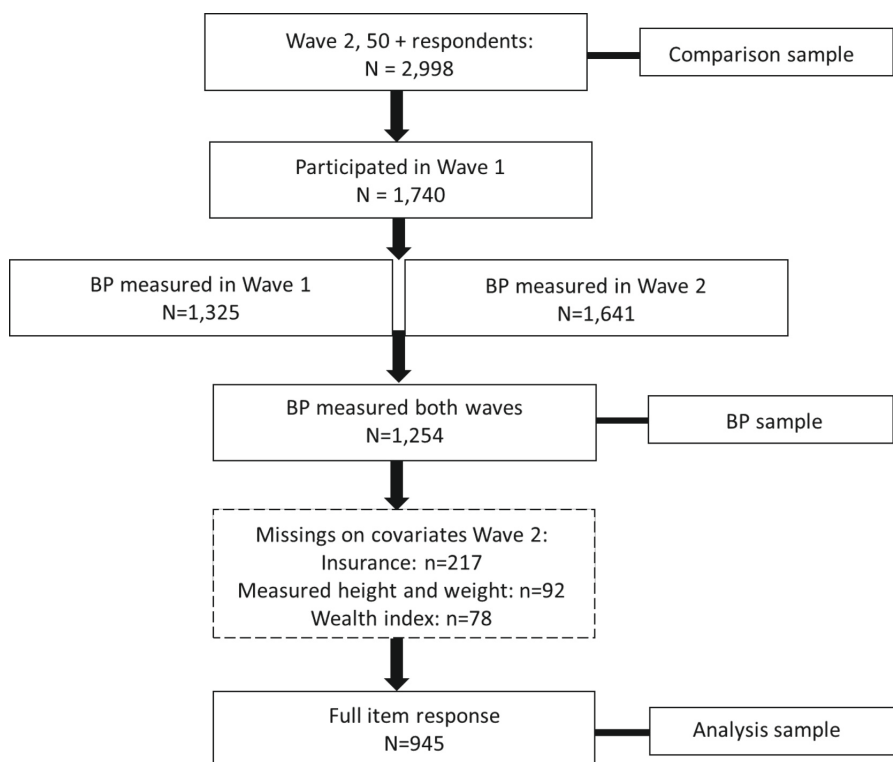 Wave 2, 50 + respondents:
N = 2,998
Comparison sample
Participated in Wave 1
N = 1,740
BP measured in Wave 1
N=1,325
BP measured in Wave 2
N=1,641
BP measured both waves
N=1,254
BP sample
Missings on covariates Wave 2:
Insurance: n=217
Measured height and weight: n=92
Wealth index: n=78
Full item response
N=945
Analysis sample